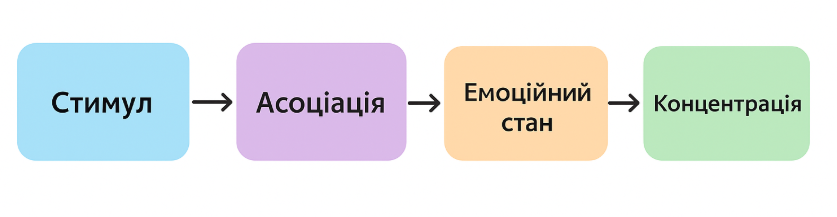 Стимул
Асоціація
Емоційний
стан
Концентрація